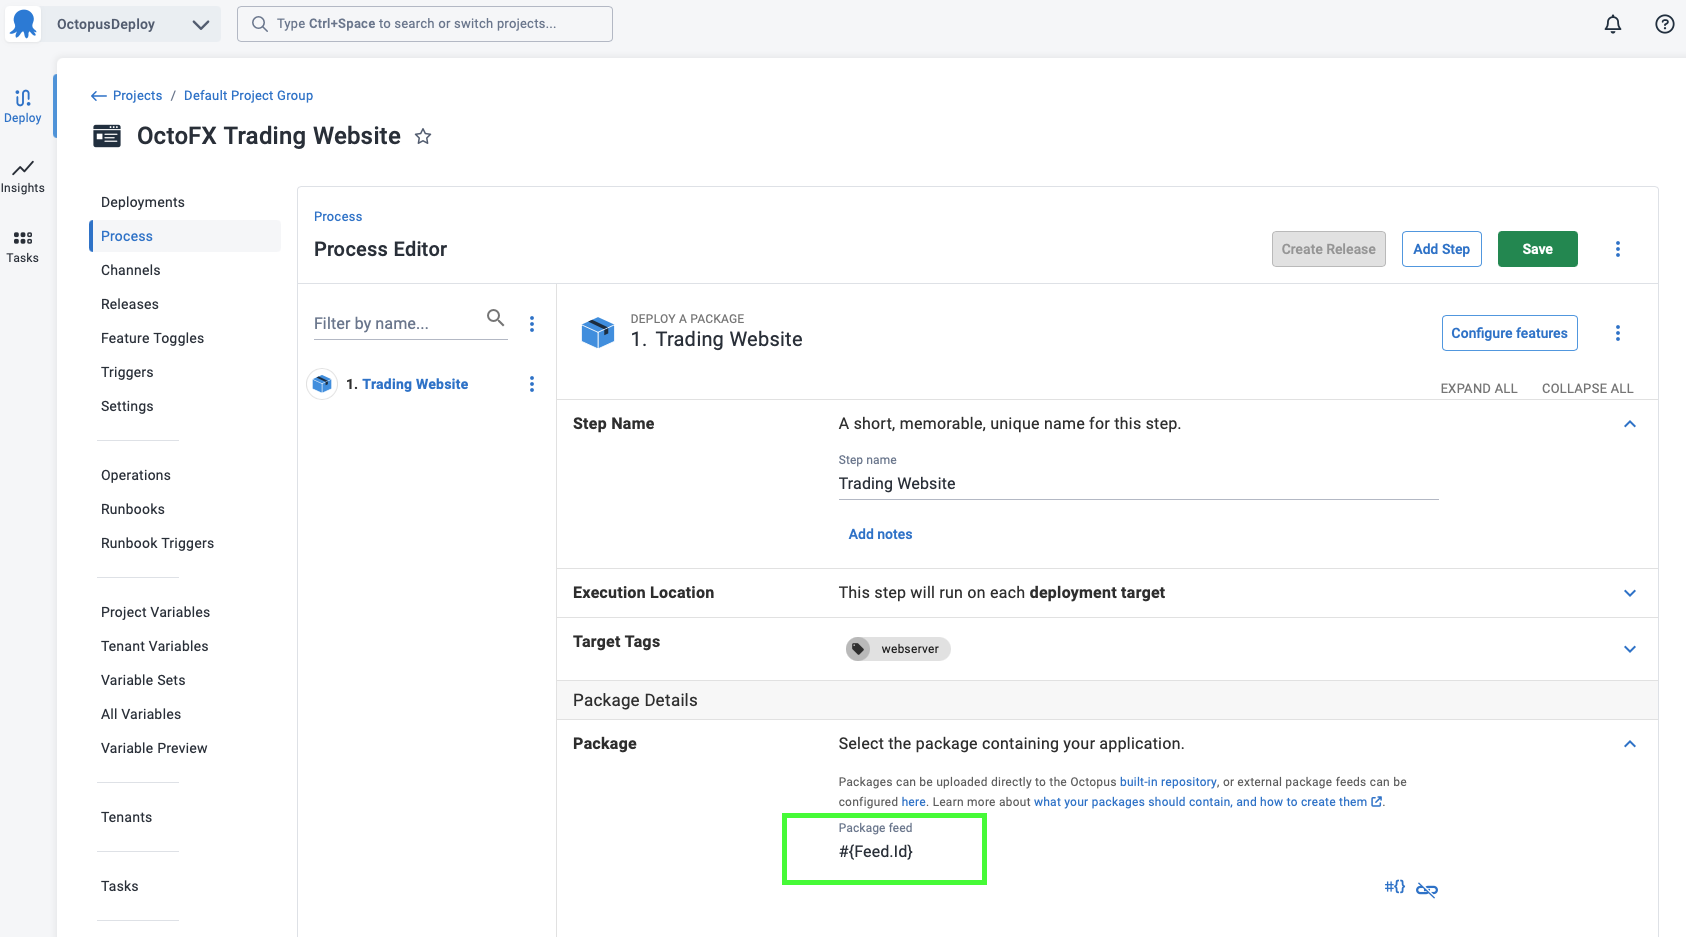 OctopusDeploy
Type Ctrl+Space to search or switch projects...
Deploy
Insights
Tasks
Projects / Default Project Group
OctoFX Trading Website
Deployments
Process
Channels
Releases
Feature Toggles
Triggers
Settings
Operations
Runbooks
Runbook Triggers
Project Variables
Tenant Variables
Variable Sets
All Variables
Variable Preview
Tenants
Tasks
Process
Process Editor
Create Release
Add Step
Save
Filter by name...
1. Trading Website
DEPLOY A PACKAGE
1. Trading Website
Configure features
EXPAND ALL
COLLAPSE ALL
Step Name
A short, memorable, unique name for this step.
Step name
Trading Website
Add notes
Execution Location
This step will run on each deployment target
Target Tags
webserver
Package Details
Package
Select the package containing your application.
Packages can be uploaded directly to the Octopus built-in repository, or external package feeds can be
configured here. Learn more about what your packages should contain, and how to create them.
Package feed
#{Feed.Id}
#{}